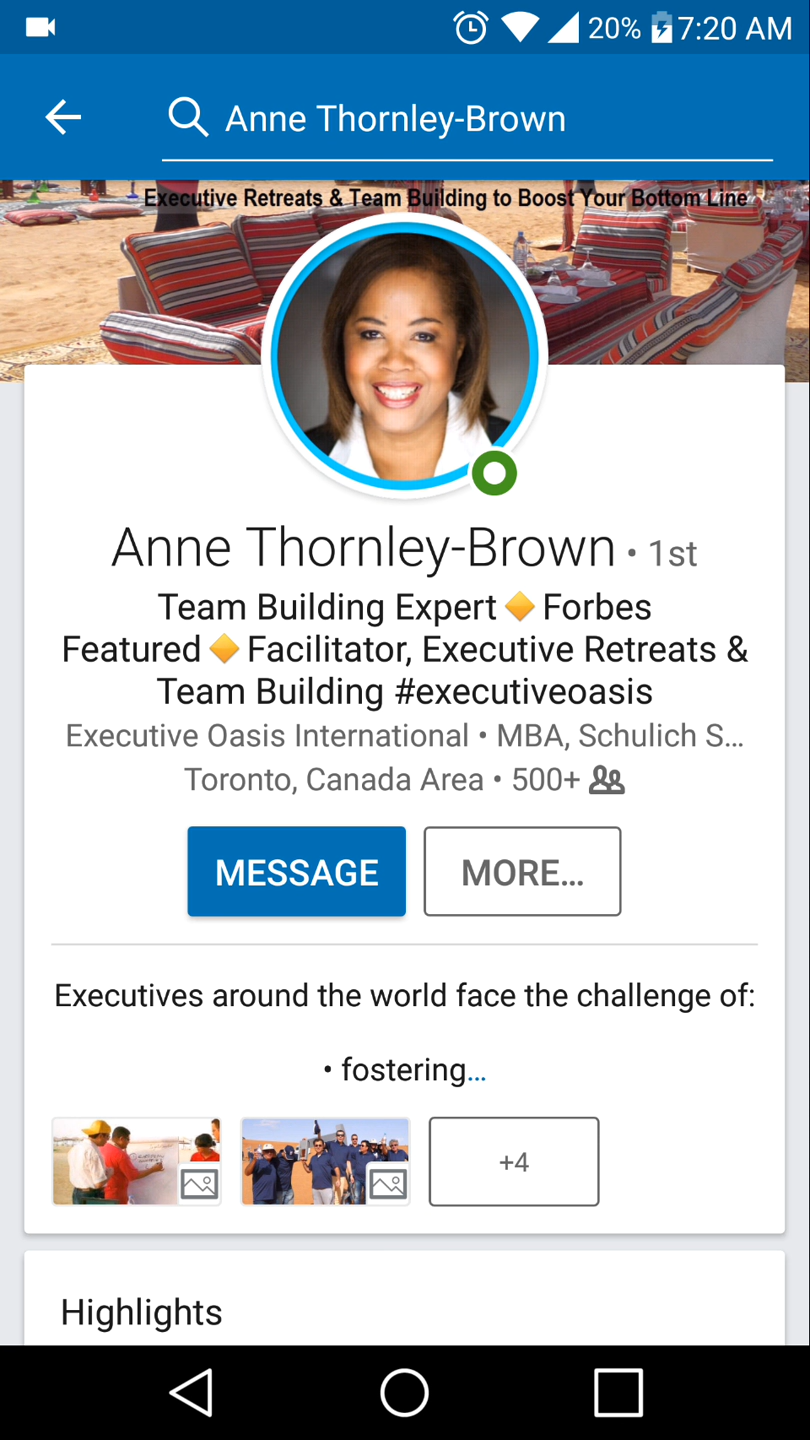 20% 7:20 AM
Anne Thornley-Brown
Executive Retreats & Team Building to Boost Your Bottom Line
Anne Thornley-Brown • 1st
Team Building Expert 🔶 Forbes
Featured 🔶 Facilitator, Executive Retreats &
Team Building #executiveoasis
Executive Oasis International • MBA, Schulich S...
Toronto, Canada Area • 500+
MESSAGE
MORE...
Executives around the world face the challenge of:
• fostering...
+4
Highlights